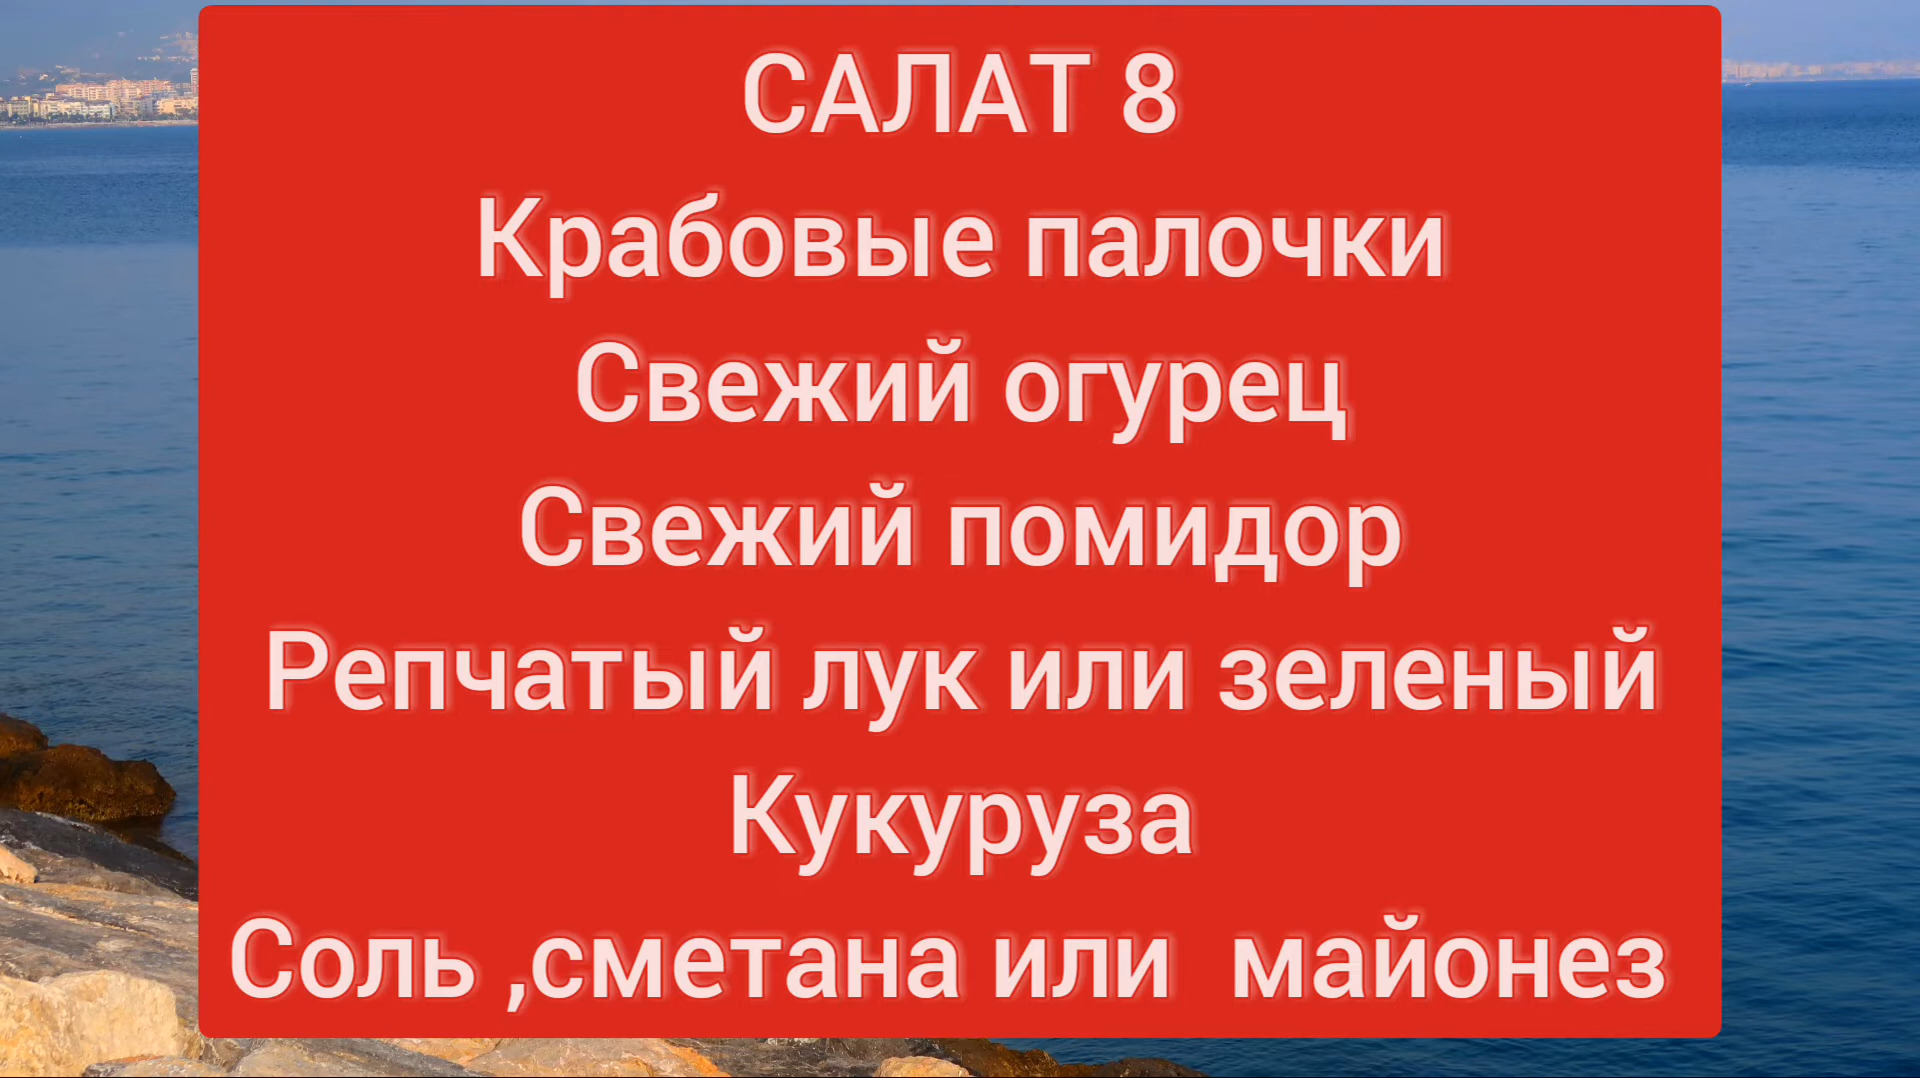 САЛАТ 8
Крабовые палочки
Свежий огурец
Свежий помидор
Репчатый лук или зеленый
Кукуруза
Соль ,сметана или  майонез